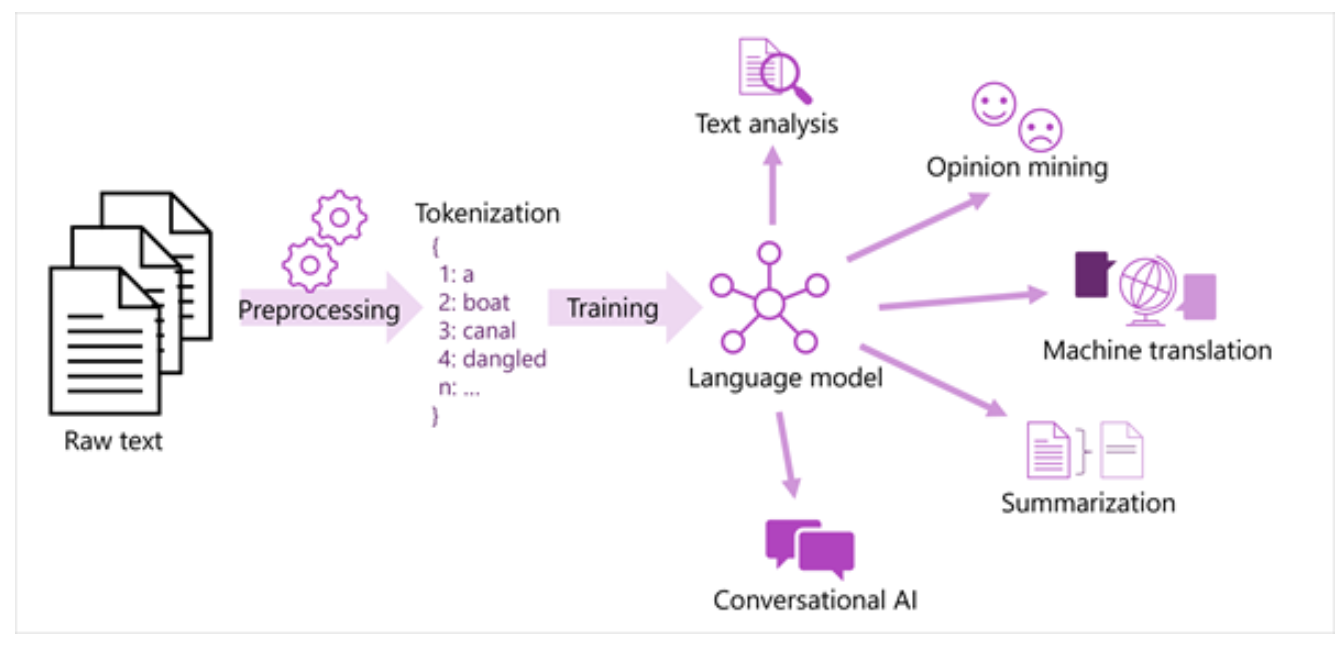 Raw text
Preprocessing
Tokenization
{
1: a
2: boat
3: canal
4: dangled
n: ...
}
Training
Language model
Text analysis
Opinion mining
Machine translation
Summarization
Conversational AI